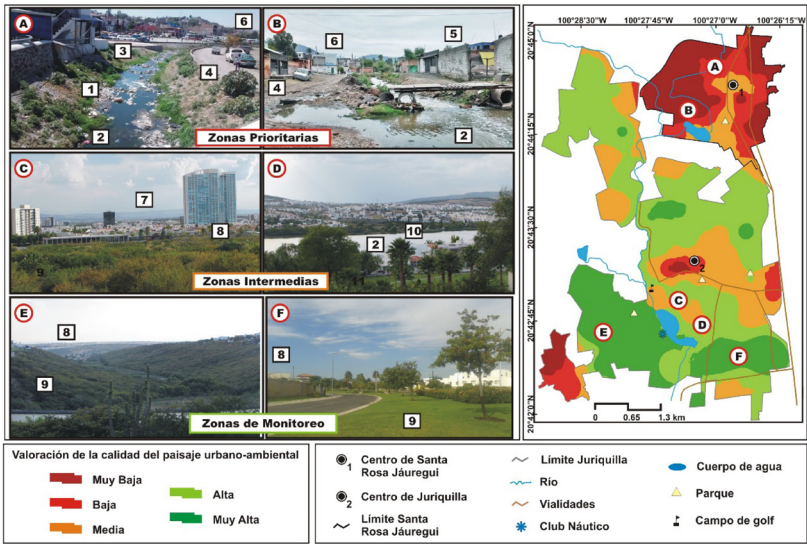 A
6
3
1
4
2
Zonas Prioritarias
B
6
5
4
2
C
7
8
9
Zonas Intermedias
D
10
2
E
8
9
Zonas de Monitoreo
F
8
9
100°28'30"W
100°27'45"W
100°27'0"W
100°26'15"W
20°45'0"N
20°44'15"N
20°43'30"N
20°42'45"N
20°42'0"N
A
1
B
2
C
D
E
F
0
0.65
1.3 km
Valoración de la calidad del paisaje urbano-ambiental
Muy Baja
Baja
Media
Alta
Muy Alta
1
Centro de Santa
Rosa Jáuregui
2
Centro de Juriquilla
Límite Santa
Rosa Jáuregui
Límite Juriquilla
Río
Vialidades
Club Náutico
Cuerpo de agua
Parque
Campo de golf